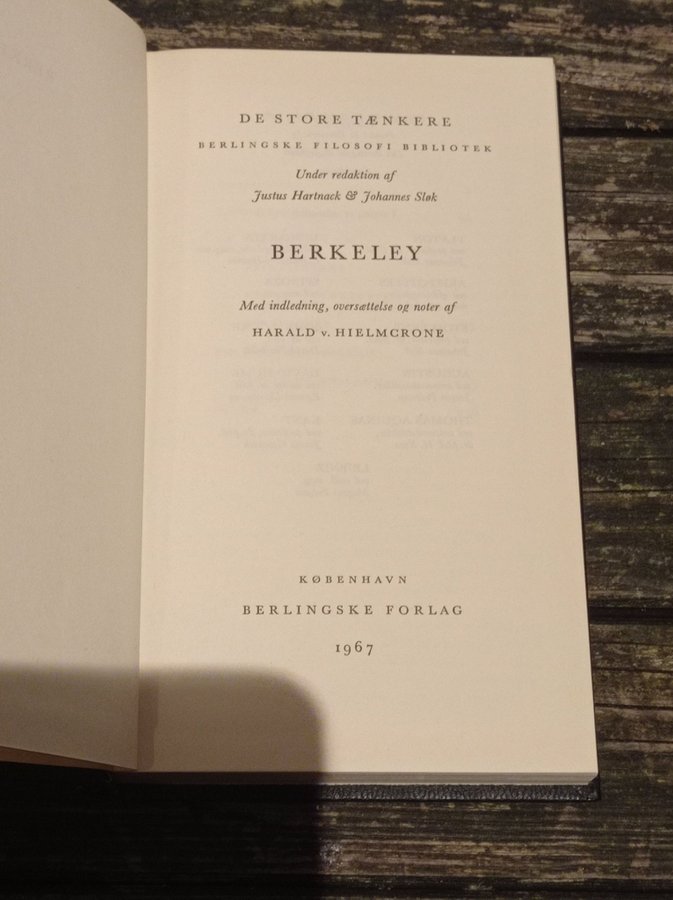 DE STORE TÆNKERE
BERLINGSKE FILOSOFI BIBLIOTEK
Under redaktion af
Justus Hartnack & Johannes Sløk
BERKELEY
Med indledning, oversættelse og noter af
HARALD v. HIELMCRONE
KØBENHAVN
BERLINGSKE FORLAG
1967